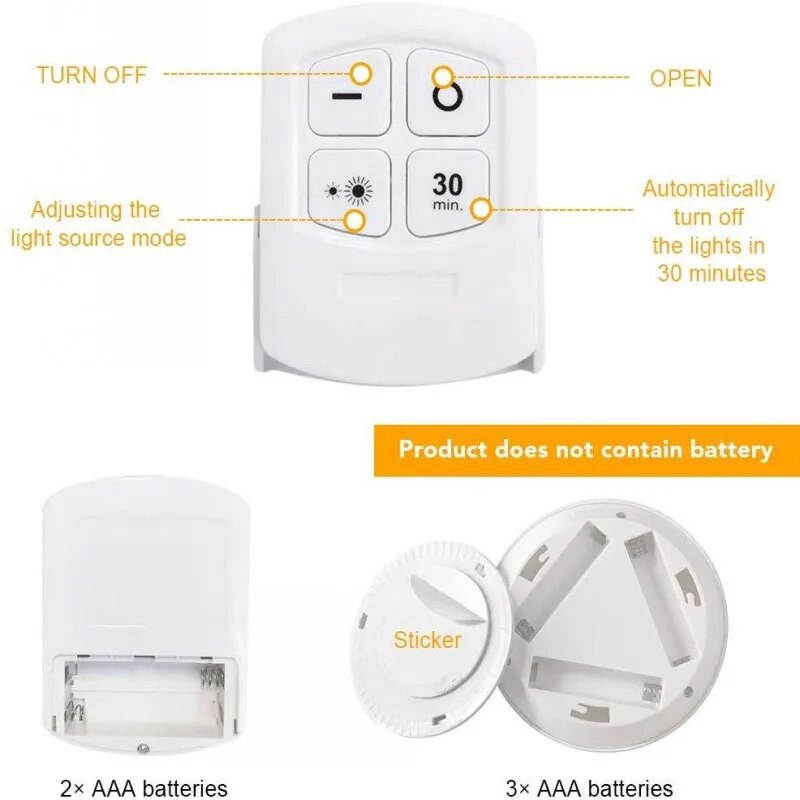 TURN OFF
OPEN
30
min.
Adjusting the
light source mode
Automatically
turn off
the lights in
30 minutes
Product does not contain battery
Sticker
2× AAA batteries
3× AAA batteries